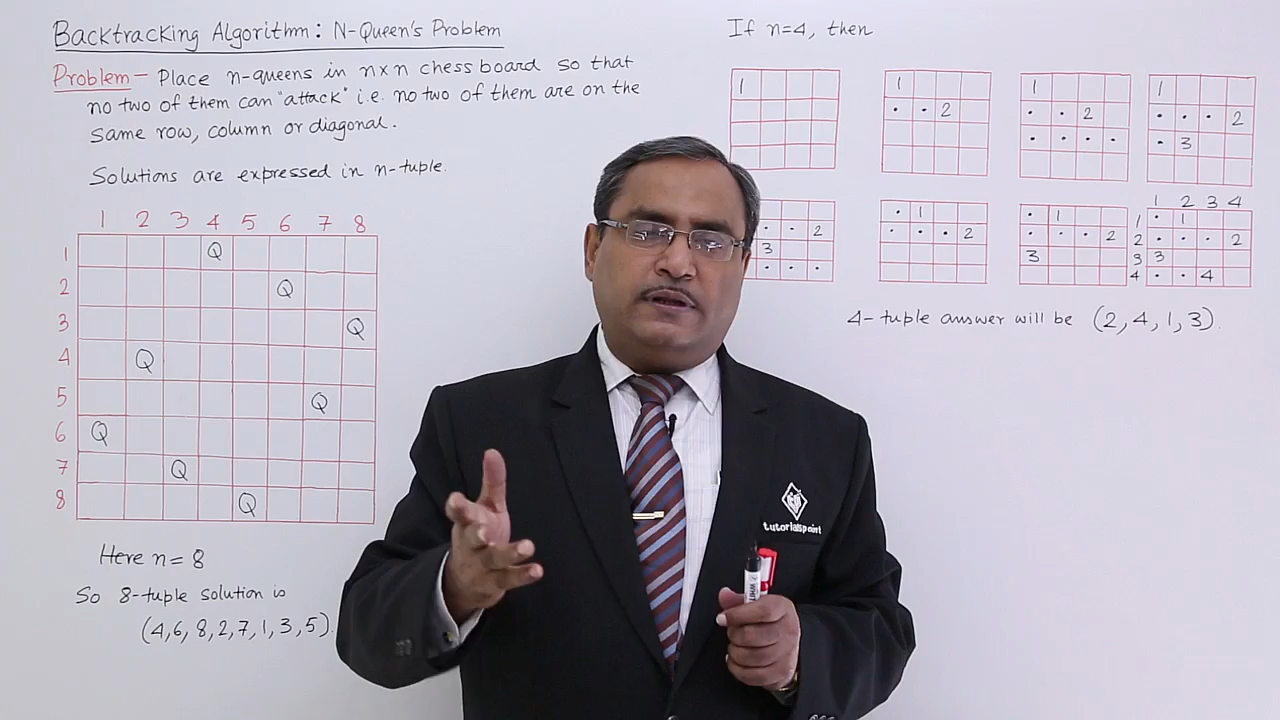 Backtracking Algorithm: N-Queen's Problem
Problem – Place n-queens in n×n chess board so that
no two of them can "attack" i.e. no two of them are on the
same row, column or diagonal.
Solutions are expressed in n-tuple.
1 2 3 4 5 6 7 8
1 Q
2 Q
3 Q
4 Q
5 Q
6 Q
7 Q
8 Q
Here n = 8
So 8-tuple solution is
(4,6,8,2,7,1,3,5).
If n=4, then
1
1
· · 2
1
· · 2
· · · ·
1
· · · 2
· 3
· · · 2
3
· · ·
· 1
· · · 2
· 1
· · · 2
3
1 2 3 4
1 · 1
2 · · · 2
3 3
4 · · 4
4-tuple answer will be (2,4,1,3).
tutorialspoint